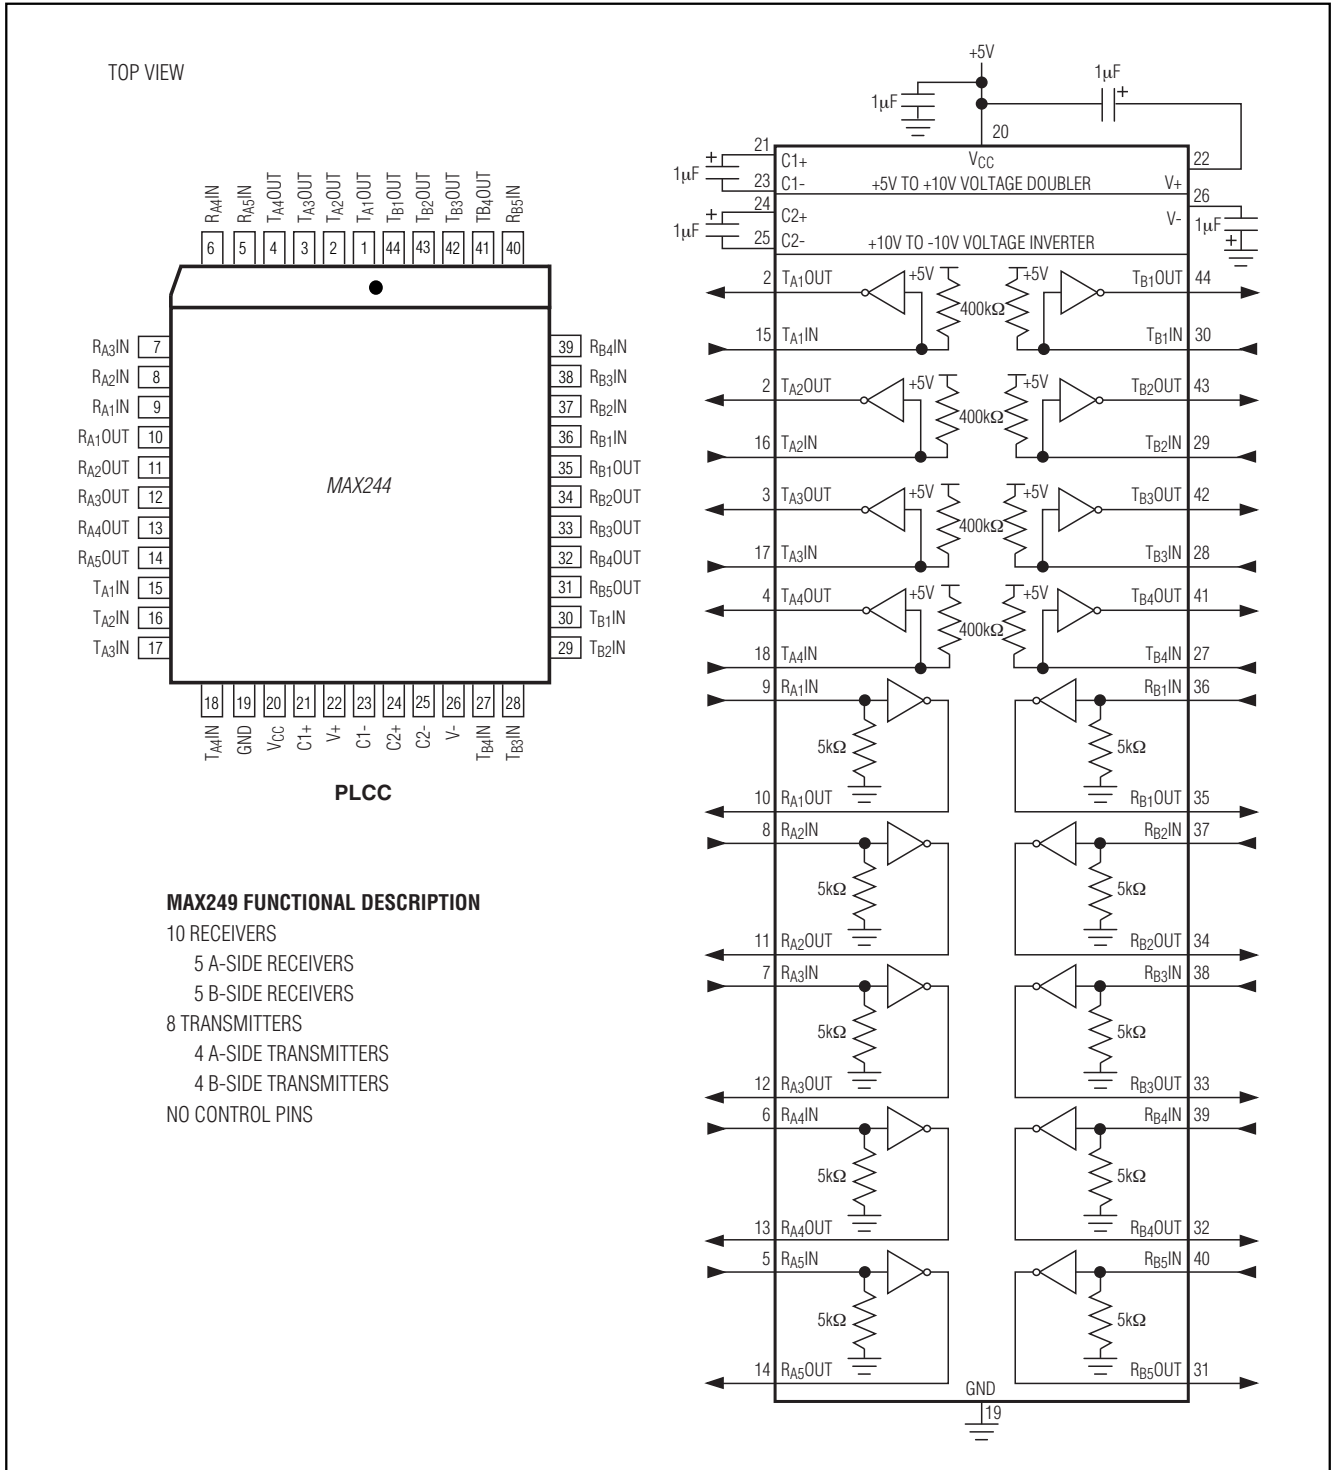 TOP VIEW
RA4IN
RA5IN
TA4OUT
TA3OUT
TA2OUT
TA1OUT
TB1OUT
TB2OUT
TB3OUT
TB4OUT
RB5IN
6 5 4 3 2 1 44 43 42 41 40
RA3IN 7
RA2IN 8
RA1IN 9
RA1OUT 10
RA2OUT 11
RA3OUT 12
RA4OUT 13
RA5OUT 14
TA1IN 15
TA2IN 16
TA3IN 17
MAX244
39 RB4IN
38 RB3IN
37 RB2IN
36 RB1IN
35 RB1OUT
34 RB2OUT
33 RB3OUT
32 RB4OUT
31 RB5OUT
30 TB1IN
29 TB2IN
18 19 20 21 22 23 24 25 26 27 28
TA4IN
GND
VCC
C1+
V+
C1-
C2+
C2-
V-
TB4IN
TB3IN
PLCC
MAX249 FUNCTIONAL DESCRIPTION
10 RECEIVERS
5 A-SIDE RECEIVERS
5 B-SIDE RECEIVERS
8 TRANSMITTERS
4 A-SIDE TRANSMITTERS
4 B-SIDE TRANSMITTERS
NO CONTROL PINS
+5V
1µF
1µF +
20
21 C1+ VCC 22
+ 1µF
23 C1- +5V TO +10V VOLTAGE DOUBLER V+
24 C2+ 26
+ 1µF V- 1µF +
25 C2- +10V TO -10V VOLTAGE INVERTER
2 TA1OUT +5V +5V TB1OUT 44
400kΩ
15 TA1IN TB1IN 30
2 TA2OUT +5V +5V TB2OUT 43
400kΩ
16 TA2IN TB2IN 29
3 TA3OUT +5V +5V TB3OUT 42
400kΩ
17 TA3IN TB3IN 28
4 TA4OUT +5V +5V TB4OUT 41
400kΩ
18 TA4IN TB4IN 27
9 RA1IN RB1IN 36
5kΩ 5kΩ
10 RA1OUT RB1OUT 35
8 RA2IN RB2IN 37
5kΩ 5kΩ
11 RA2OUT RB2OUT 34
7 RA3IN RB3IN 38
5kΩ 5kΩ
12 RA3OUT RB3OUT 33
6 RA4IN RB4IN 39
5kΩ 5kΩ
13 RA4OUT RB4OUT 32
5 RA5IN RB5IN 40
5kΩ 5kΩ
14 RA5OUT RB5OUT 31
GND
19